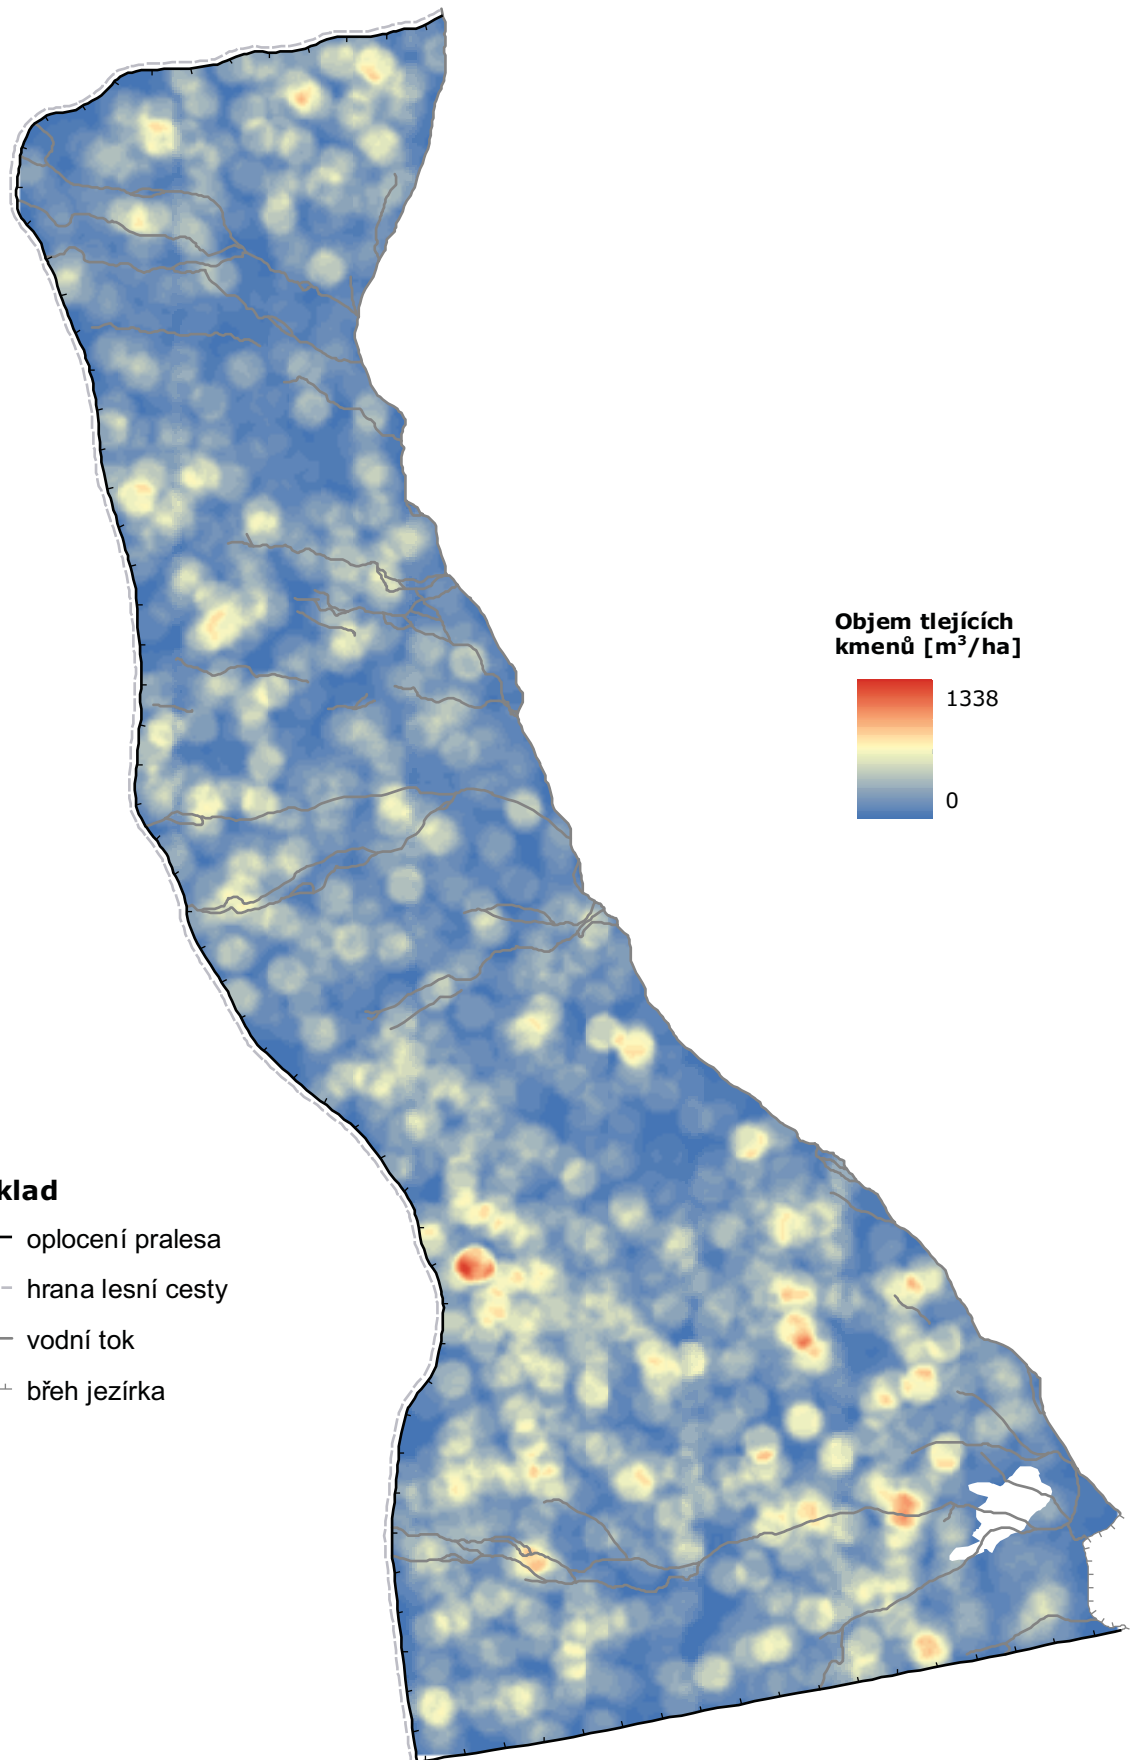 Objem tlejících
kmenů [m³/ha]
1338
0
klad
oplocení pralesa
hrana lesní cesty
vodní tok
břeh jezírka